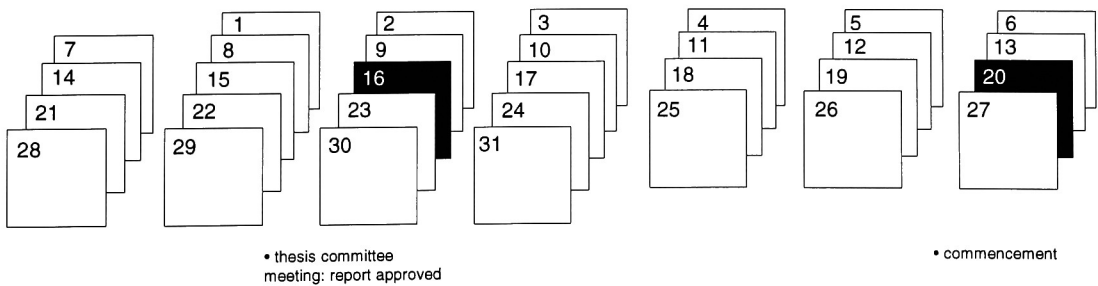 1 2 3 4 5 6
7 8 9 10 11 12 13
14 15 16 17 18 19 20
21 22 23 24 25 26 27
28 29 30 31
• thesis committee
meeting: report approved
• commencement